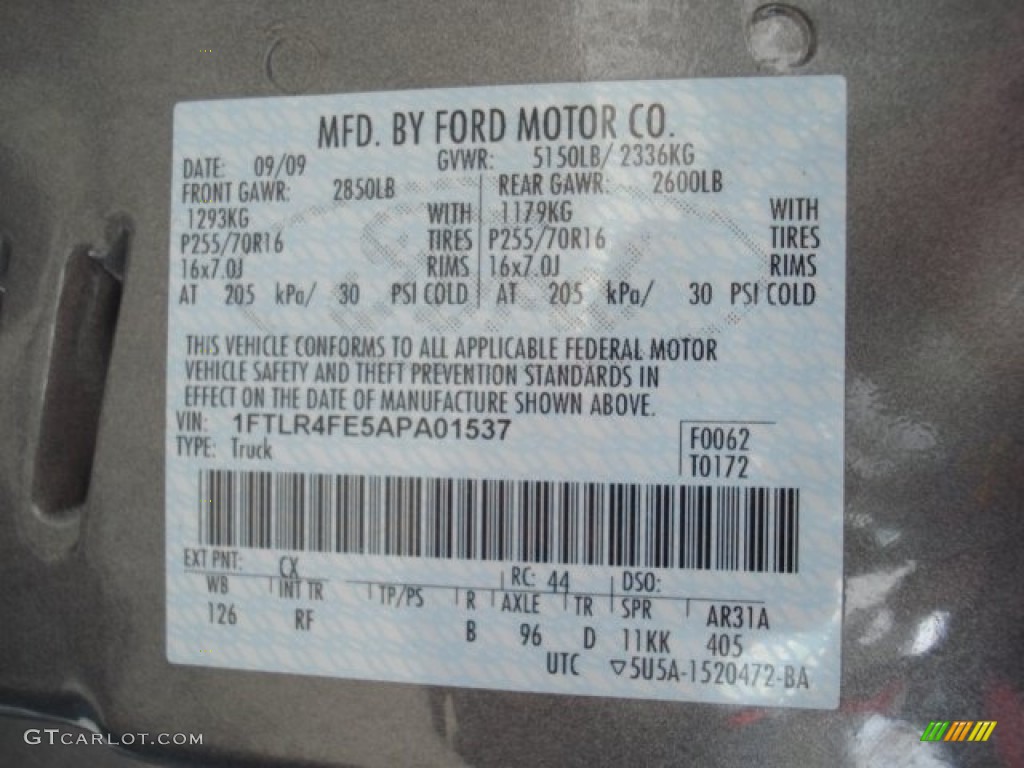 MFD. BY FORD MOTOR CO.
DATE: 09/09 GVWR: 5150LB/ 2336KG
FRONT GAWR: 2850LB REAR GAWR: 2600LB
1293KG WITH 1179KG WITH
P255/70R16 TIRES P255/70R16 TIRES
16x7.0J RIMS 16x7.0J RIMS
AT 205 kPa/ 30 PSI COLD AT 205 kPa/ 30 PSI COLD
THIS VEHICLE CONFORMS TO ALL APPLICABLE FEDERAL MOTOR
VEHICLE SAFETY AND THEFT PREVENTION STANDARDS IN
EFFECT ON THE DATE OF MANUFACTURE SHOWN ABOVE.
VIN: 1FTLR4FE5APA01537 F0062
TYPE: Truck T0172
EXT PNT: CX RC: 44 DSO:
WB INT TR TP/PS R AXLE TR SPR AR31A
126 RF B 96 D 11KK 405
UTC ▽5U5A-1520472-BA
GTCARLOT.COM